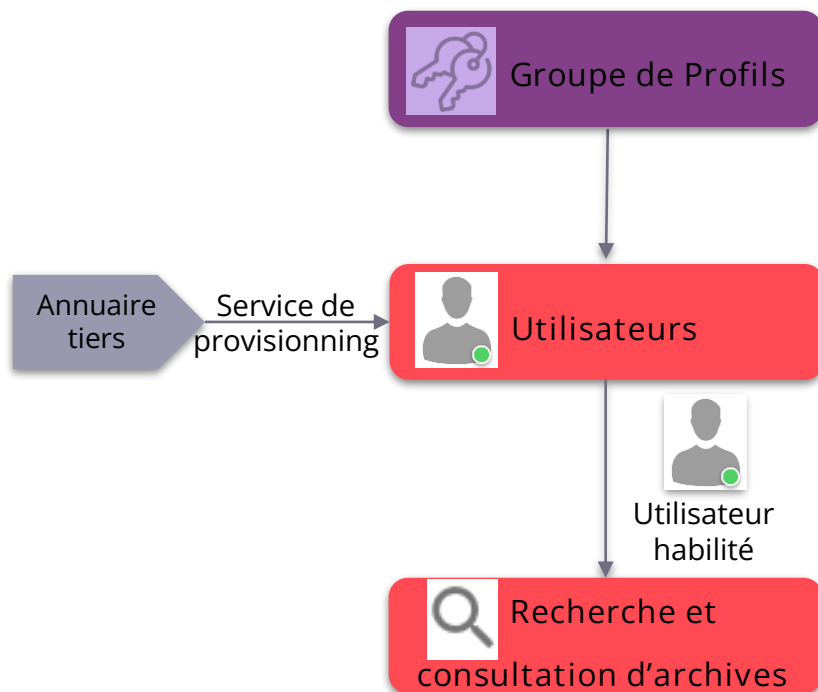 Groupe de Profils
Annuaire
tiers
Service de
provisionning
Utilisateurs
Utilisateur
habilité
Recherche et
consultation d’archives